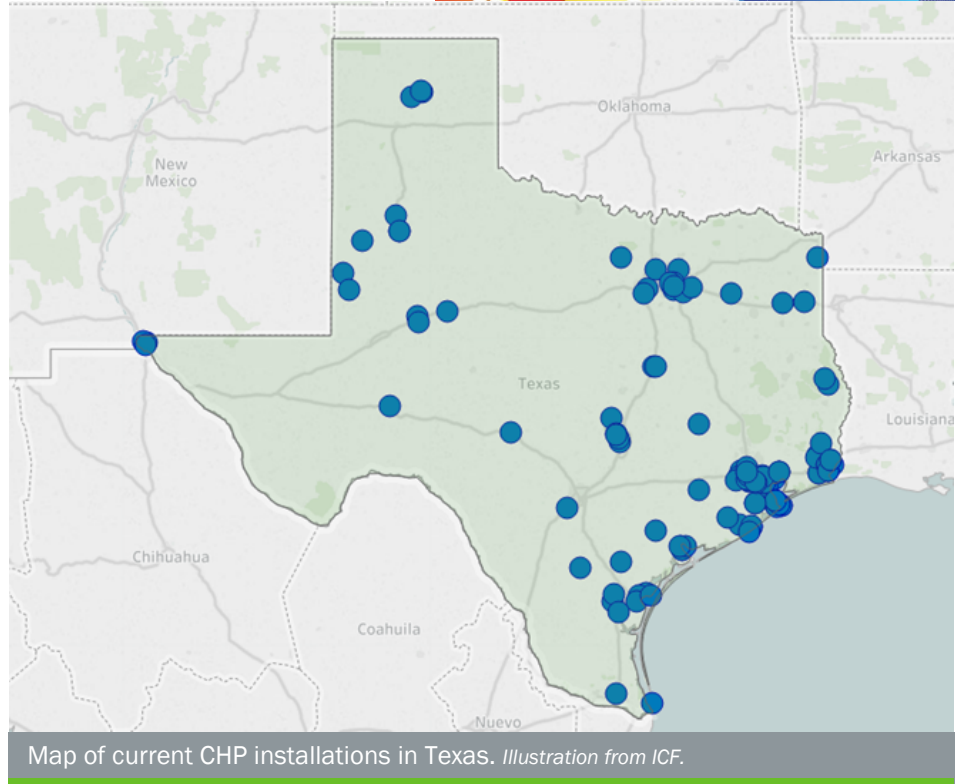 Oklahoma
Arkansas
New
Mexico
Texas
Louisiana
Chihuahua
Coahuila
Nuevo
Map of current CHP installations in Texas. Illustration from ICF.